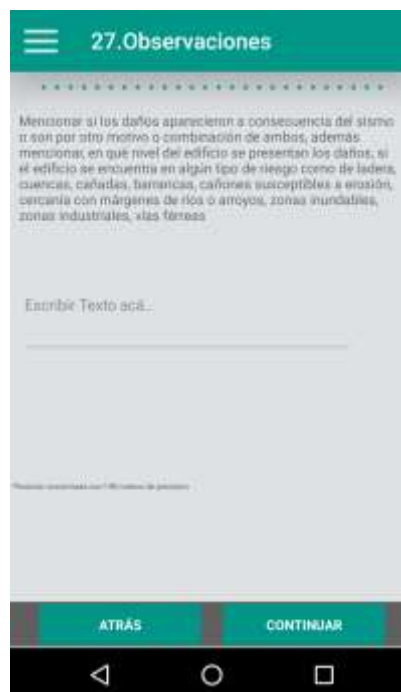 27.Observaciones
Mencionar si los daños aparecieron a consecuencia del sismo
o son por otro motivo o combinación de ambos, además
mencionar, en que nivel del edificio se presentan los daños, si
el edificio se encuentra en algún tipo de riesgo como de ladera,
cuencas, cañadas, barrancas, cañones susceptibles a erosión,
cercanía con márgenes de ríos o arroyos, zonas inundables,
zonas industriales, vías férreas
Escribir Texto acá...
ATRÁS
CONTINUAR